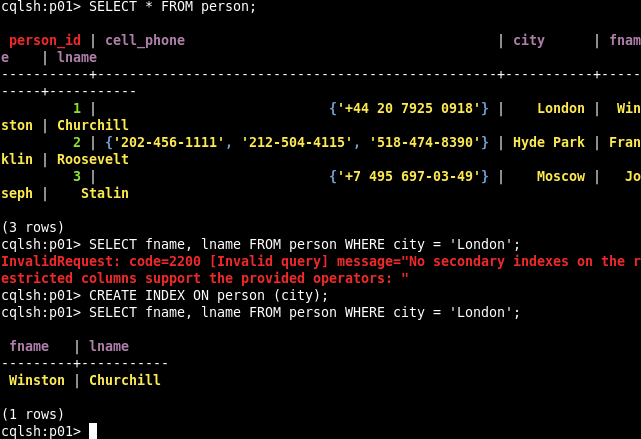 cqlsh:p01> SELECT * FROM person;
 person_id | cell_phone                                       | city      | fnam
e    | lname
-----------+--------------------------------------------------+-----------+-----
-----+-----------
         1 |                             {'+44 20 7925 0918'} |    London |  Win
ston | Churchill
         2 | {'202-456-1111', '212-504-4115', '518-474-8390'} | Hyde Park | Fran
klin | Roosevelt
         3 |                             {'+7 495 697-03-49'} |    Moscow |   Jo
seph |    Stalin
(3 rows)
cqlsh:p01> SELECT fname, lname FROM person WHERE city = 'London';
InvalidRequest: code=2200 [Invalid query] message="No secondary indexes on the r
estricted columns support the provided operators: "
cqlsh:p01> CREATE INDEX ON person (city);
cqlsh:p01> SELECT fname, lname FROM person WHERE city = 'London';
 fname   | lname
---------+-----------
 Winston | Churchill
(1 rows)
cqlsh:p01>